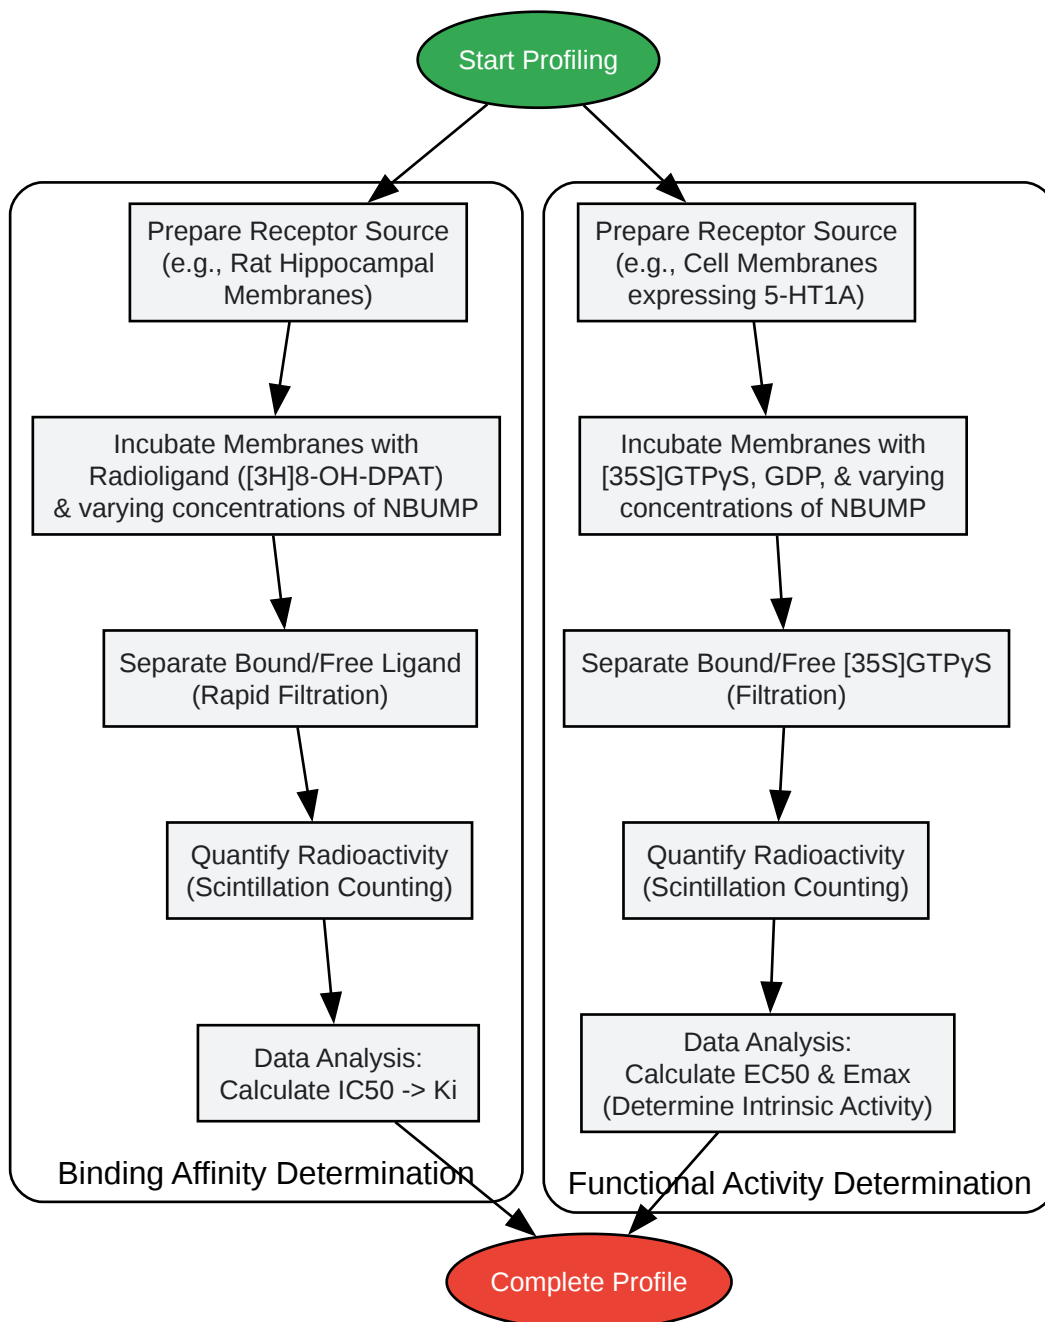 Start Profiling
Prepare Receptor Source
(e.g., Rat Hippocampal
Membranes)
Incubate Membranes with
Radioligand ([3H]8-OH-DPAT)
& varying concentrations of NBUMP
Separate Bound/Free Ligand
(Rapid Filtration)
Quantify Radioactivity
(Scintillation Counting)
Data Analysis:
Calculate IC50 -> Ki
Binding Affinity Determination
Prepare Receptor Source
(e.g., Cell Membranes
expressing 5-HT1A)
Incubate Membranes with
[35S]GTPγS, GDP, & varying
concentrations of NBUMP
Separate Bound/Free [35S]GTPγS
(Filtration)
Quantify Radioactivity
(Scintillation Counting)
Data Analysis:
Calculate EC50 & Emax
(Determine Intrinsic Activity)
Functional Activity Determination
Complete Profile